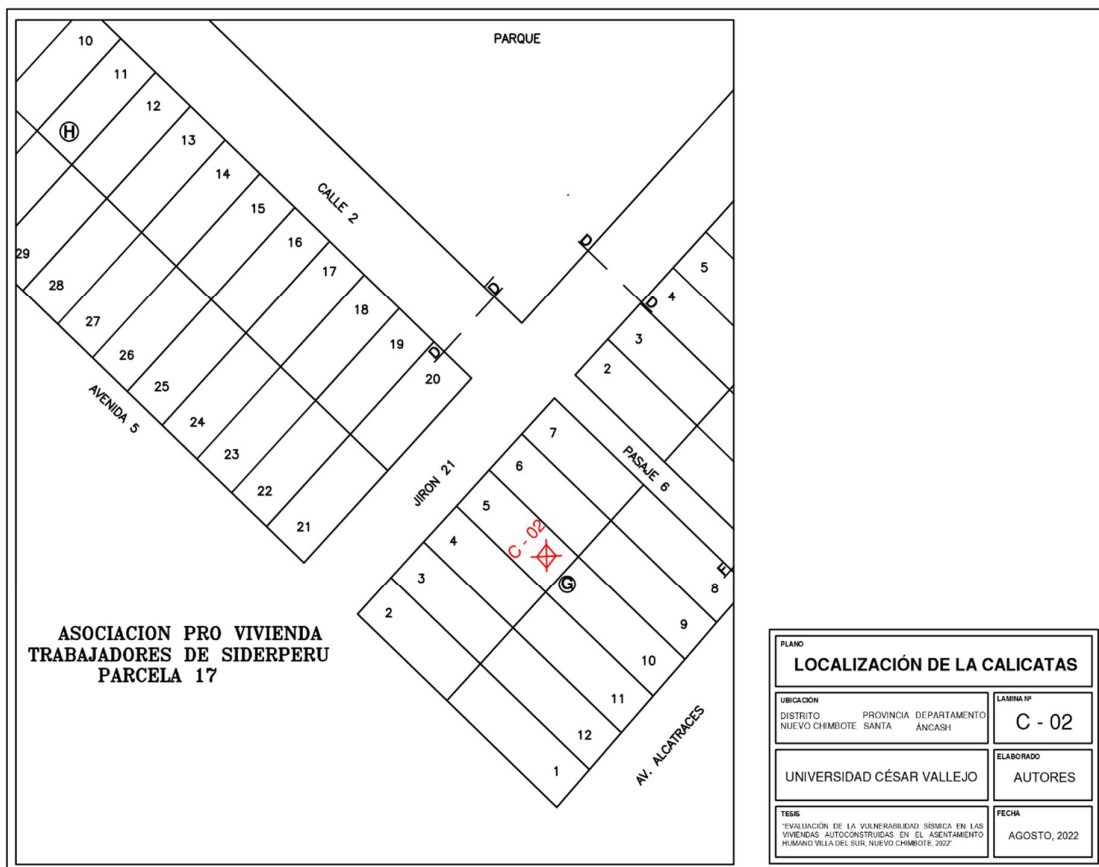 PARQUE
10
11
12
13
14
15
16
17
18
19
20
H
29
28
27
26
25
24
23
22
21
CALLE 2
AVENIDA 5
JIRON 21
D
D
D
D
5
4
3
2
PASAJE 6
7
6
5
4
3
2
C - 02
G
8
9
10
11
12
1
AV. ALCATRACES
ASOCIACION PRO VIVIENDA
TRABAJADORES DE SIDERPERU
PARCELA 17
PLANO
LOCALIZACIÓN DE LA CALICATAS
UBICACIÓN
DISTRITO PROVINCIA DEPARTAMENTO
NUEVO CHIMBOTE SANTA ÁNCASH
LAMINA Nº
C - 02
UNIVERSIDAD CÉSAR VALLEJO
ELABORADO
AUTORES
TESIS
"EVALUACIÓN DE LA VULNERABILIDAD SÍSMICA EN LAS
VIVIENDAS AUTOCONSTRUIDAS EN EL ASENTAMIENTO
HUMANO VILLA DEL SUR, NUEVO CHIMBOTE, 2022"
FECHA
AGOSTO, 2022